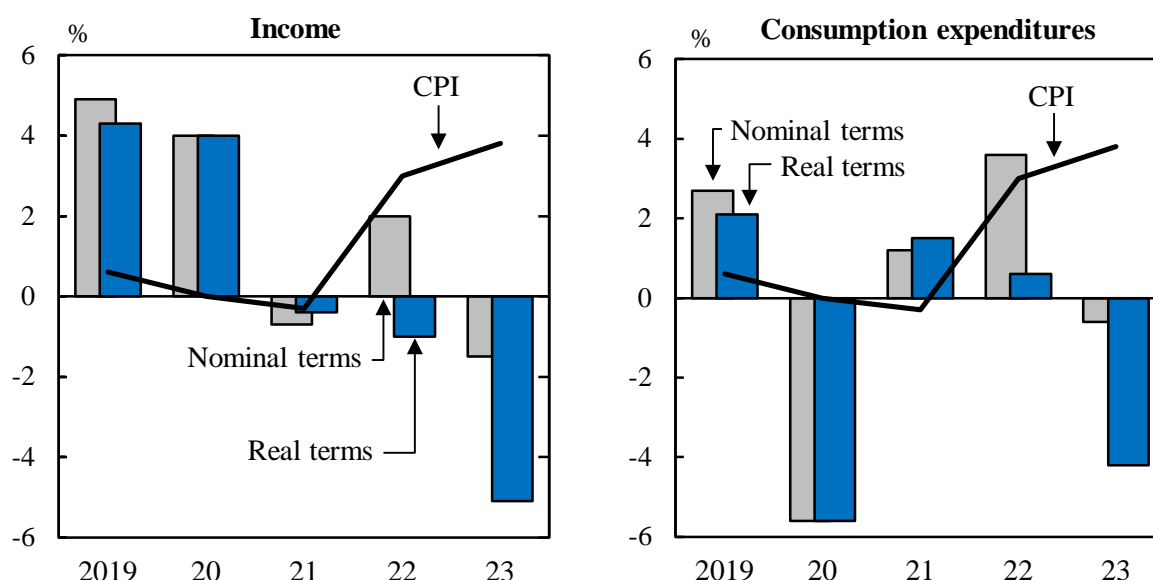 Income
%
6
4
2
0
-2
-4
-6
CPI
Nominal terms
Real terms
2019 20 21 22 23
Consumption expenditures
%
6
4
2
0
-2
-4
-6
CPI
Nominal terms
Real terms
2019 20 21 22 23